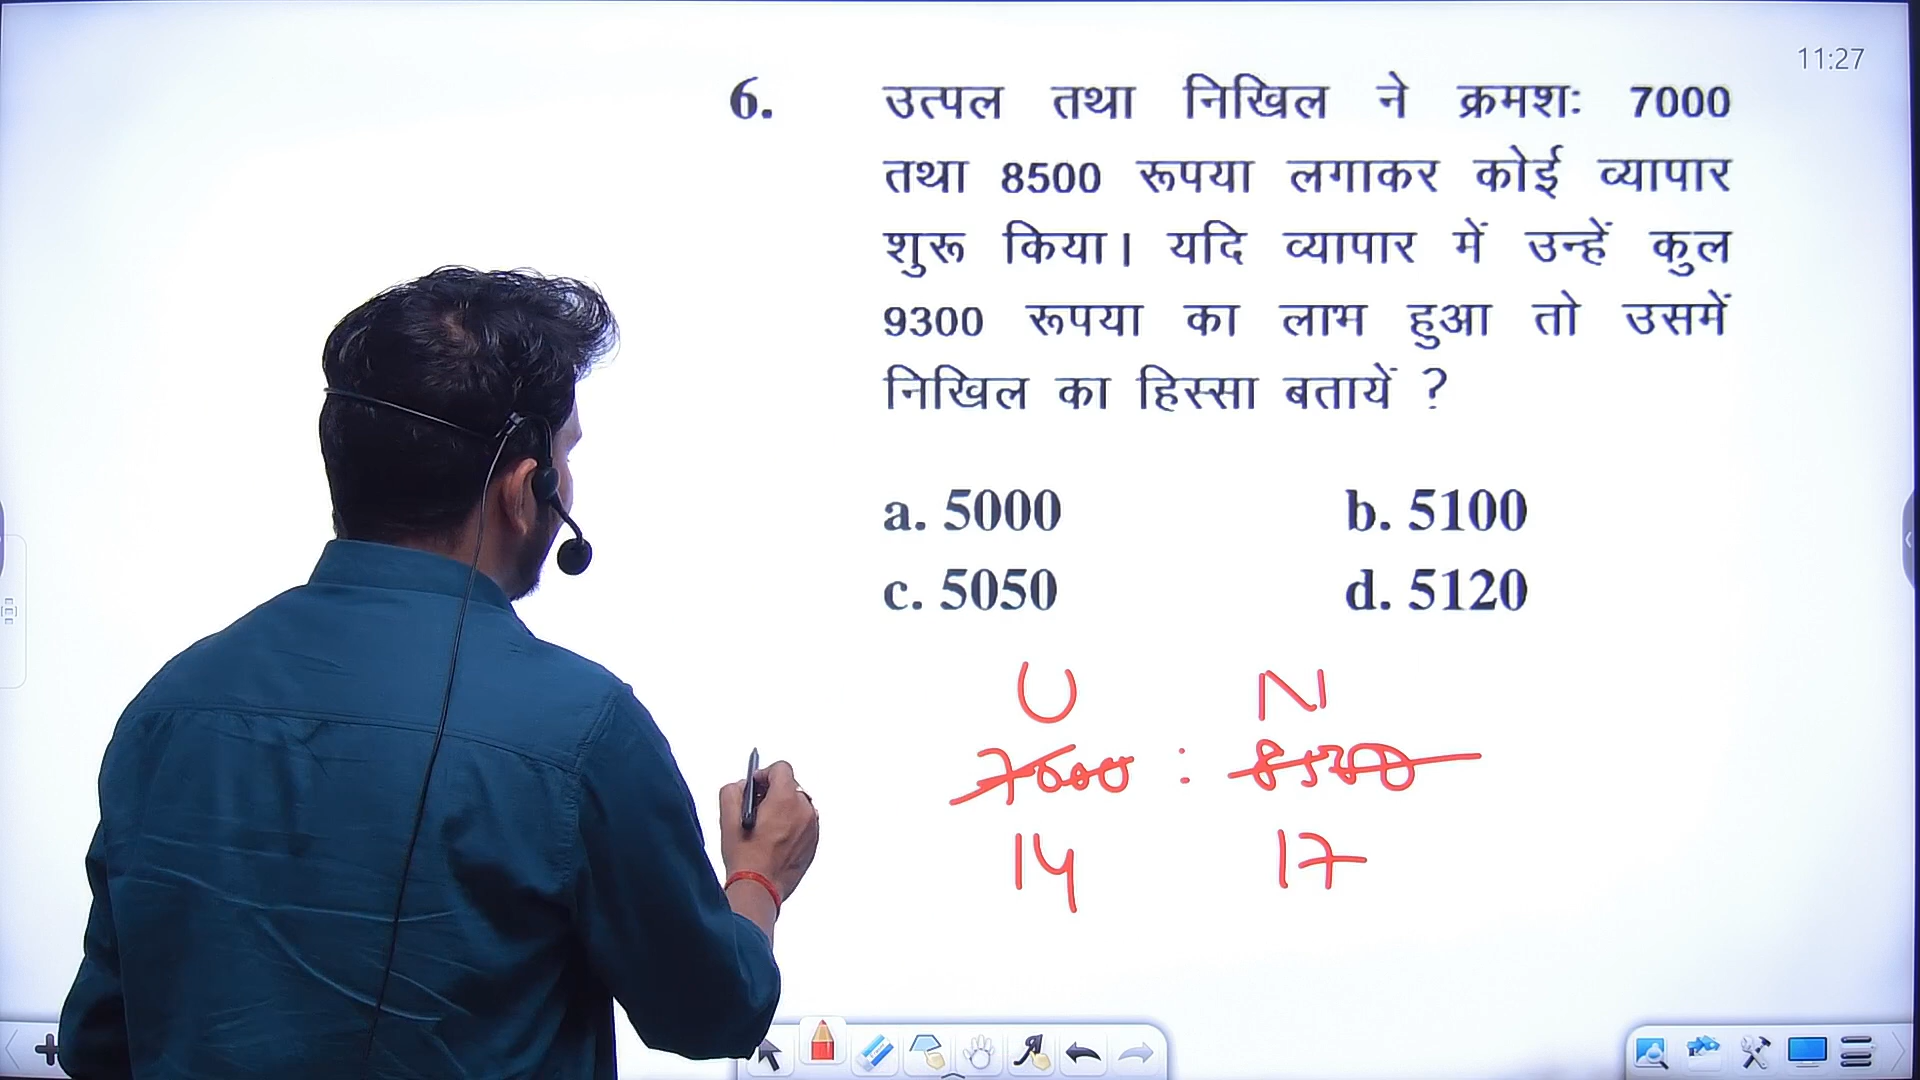 11:27
6. उत्पल तथा निखिल ने क्रमशः 7000
तथा 8500 रूपया लगाकर कोई व्यापार
शुरू किया। यदि व्यापार में उन्हें कुल
9300 रूपया का लाभ हुआ तो उसमें
निखिल का हिस्सा बतायें ?
a. 5000 b. 5100
c. 5050 d. 5120
U N
7000 : 8500
14 17